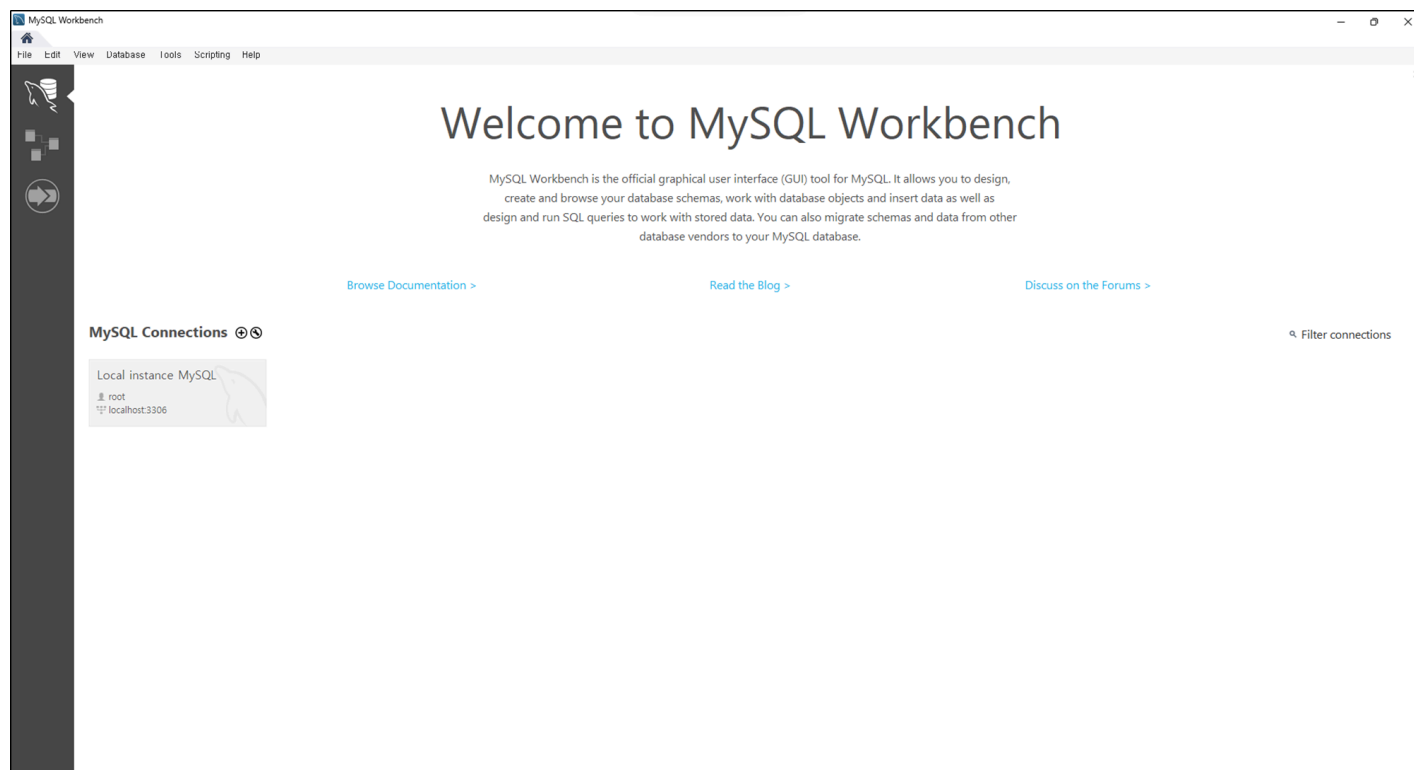 MySQL Workbench
File Edit View Database Tools Scripting Help
Welcome to MySQL Workbench
MySQL Workbench is the official graphical user interface (GUI) tool for MySQL. It allows you to design,
create and browse your database schemas, work with database objects and insert data as well as
design and run SQL queries to work with stored data. You can also migrate schemas and data from other
database vendors to your MySQL database.
Browse Documentation > Read the Blog > Discuss on the Forums >
MySQL Connections Filter connections
Local instance MySQL
root
localhost:3306